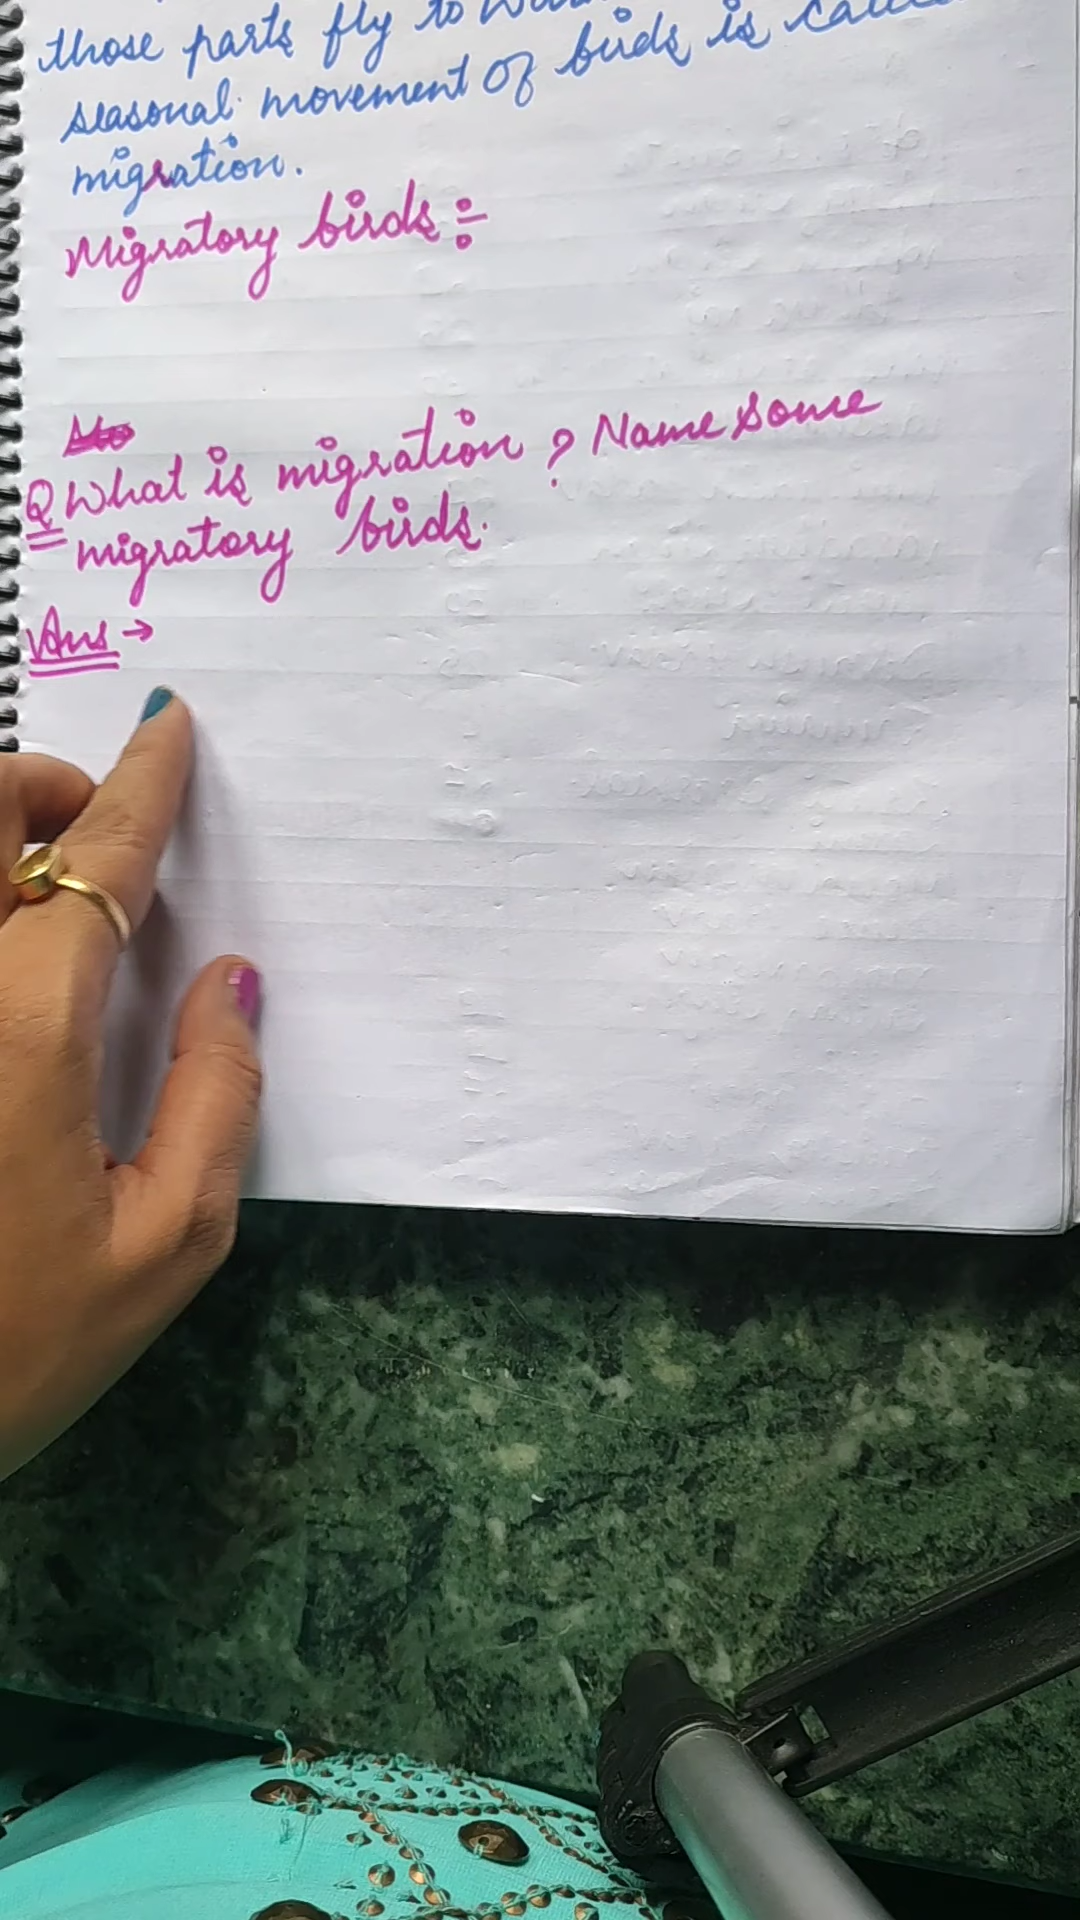 those parts fly to
seasonal movement of birds is
migration.
Migratory birds:-
Q What is migration ? Name some
migratory birds.
Ans →